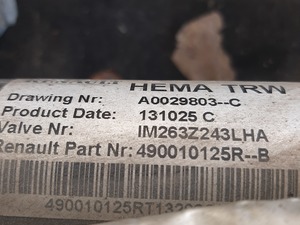 HEMA TRW
Drawing Nr: A0029803--C
Product Date: 131025 C
Valve Nr: IM263Z243LHA
Renault Part Nr: 490010125R--B